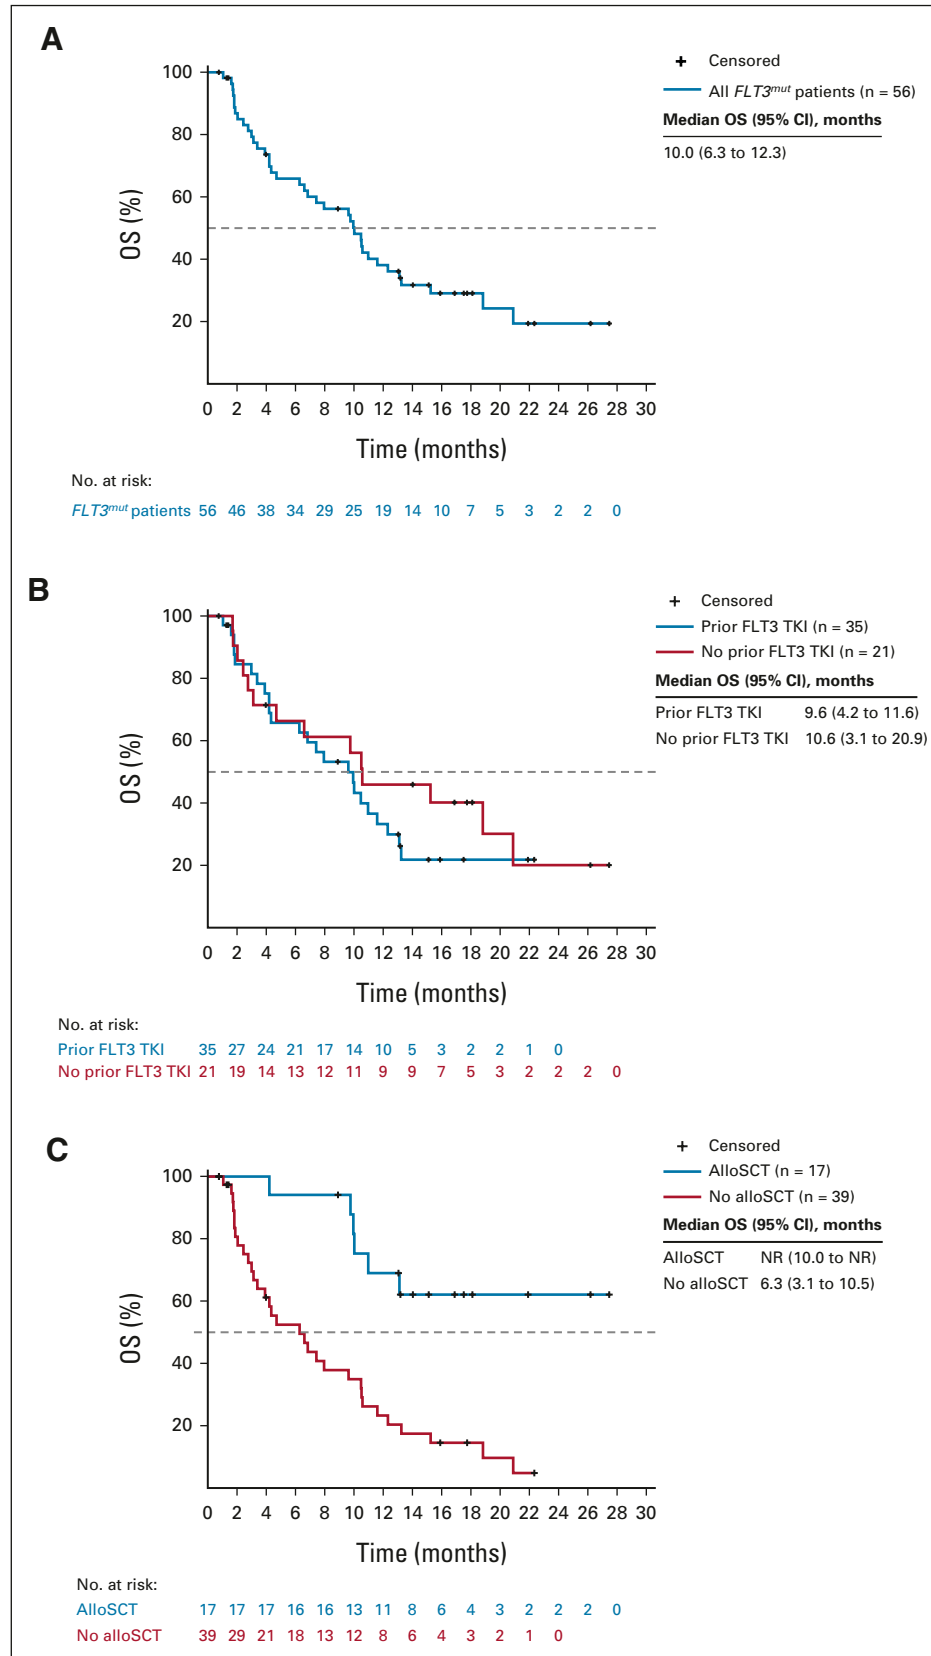 A
100
80
60
40
20
OS (%)
0 2 4 6 8 10 12 14 16 18 20 22 24 26 28 30
Time (months)
Censored
All FLT3mut patients (n = 56)
Median OS (95% CI), months
10.0 (6.3 to 12.3)
No. at risk:
FLT3mut patients 56 46 38 34 29 25 19 14 10 7 5 3 2 2 0
B
100
80
60
40
20
OS (%)
0 2 4 6 8 10 12 14 16 18 20 22 24 26 28 30
Time (months)
Censored
Prior FLT3 TKI (n = 35)
No prior FLT3 TKI (n = 21)
Median OS (95% CI), months
Prior FLT3 TKI 9.6 (4.2 to 11.6)
No prior FLT3 TKI 10.6 (3.1 to 20.9)
No. at risk:
Prior FLT3 TKI 35 27 24 21 17 14 10 5 3 2 2 1 0
No prior FLT3 TKI 21 19 14 13 12 11 9 9 7 5 3 2 2 2 0
C
100
80
60
40
20
OS (%)
0 2 4 6 8 10 12 14 16 18 20 22 24 26 28 30
Time (months)
Censored
AlloSCT (n = 17)
No alloSCT (n = 39)
Median OS (95% CI), months
AlloSCT NR (10.0 to NR)
No alloSCT 6.3 (3.1 to 10.5)
No. at risk:
AlloSCT 17 17 17 16 16 13 11 8 6 4 3 2 2 2 0
No alloSCT 39 29 21 18 13 12 8 6 4 3 2 1 0